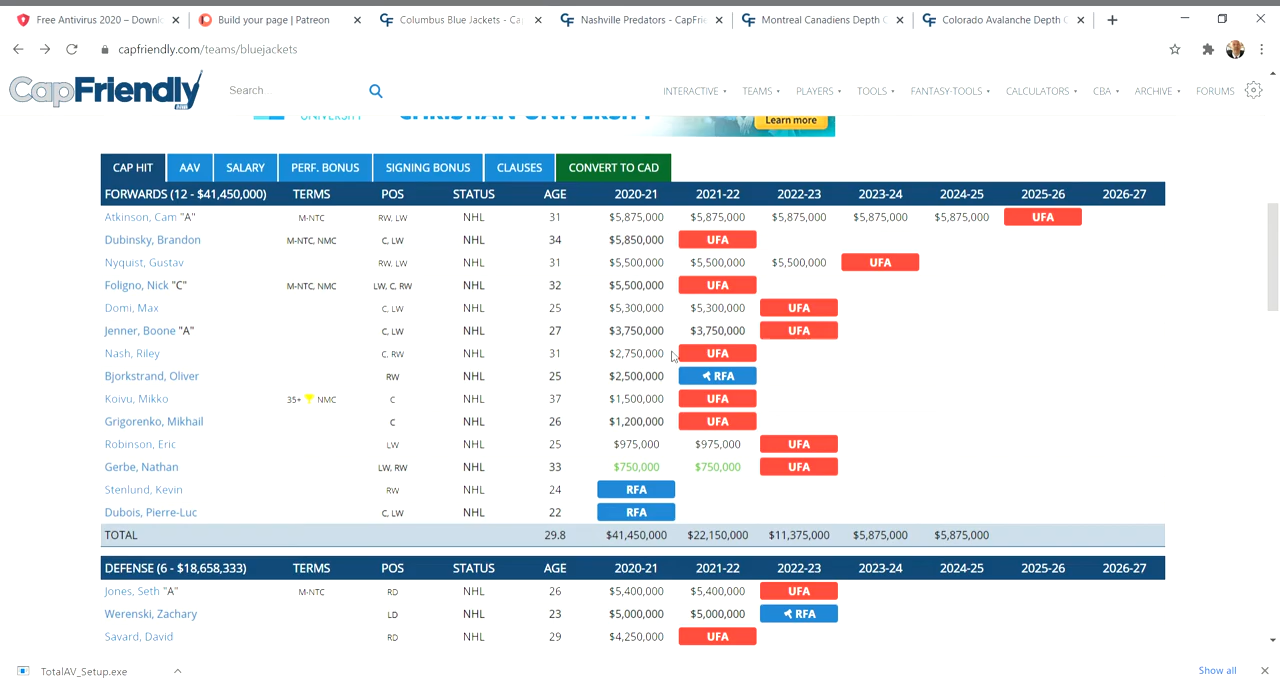 Free Antivirus 2020 – Downlo Build your page | Patreon Columbus Blue Jackets - Ca Nashville Predators - CapFrie Montreal Canadiens Depth C Colorado Avalanche Depth C
capfriendly.com/teams/bluejackets
CapFriendly Search... INTERACTIVE TEAMS PLAYERS TOOLS FANTASY-TOOLS CALCULATORS CBA ARCHIVE FORUMS
UNIVERSITY CHRISTIAN UNIVERSITY Learn more
CAP HIT AAV SALARY PERF. BONUS SIGNING BONUS CLAUSES CONVERT TO CAD
FORWARDS (12 - $41,450,000) TERMS POS STATUS AGE 2020-21 2021-22 2022-23 2023-24 2024-25 2025-26 2026-27
Atkinson, Cam "A" M-NTC RW, LW NHL 31 $5,875,000 $5,875,000 $5,875,000 $5,875,000 $5,875,000 UFA
Dubinsky, Brandon M-NTC, NMC C, LW NHL 34 $5,850,000 UFA
Nyquist, Gustav RW, LW NHL 31 $5,500,000 $5,500,000 $5,500,000 UFA
Foligno, Nick "C" M-NTC, NMC LW, C, RW NHL 32 $5,500,000 UFA
Domi, Max C, LW NHL 25 $5,300,000 $5,300,000 UFA
Jenner, Boone "A" C, LW NHL 27 $3,750,000 $3,750,000 UFA
Nash, Riley C, RW NHL 31 $2,750,000 UFA
Bjorkstrand, Oliver RW NHL 25 $2,500,000 RFA
Koivu, Mikko 35+ NMC C NHL 37 $1,500,000 UFA
Grigorenko, Mikhail C NHL 26 $1,200,000 UFA
Robinson, Eric LW NHL 25 $975,000 $975,000 UFA
Gerbe, Nathan LW, RW NHL 33 $750,000 $750,000 UFA
Stenlund, Kevin RW NHL 24 RFA
Dubois, Pierre-Luc C, LW NHL 22 RFA
TOTAL 29.8 $41,450,000 $22,150,000 $11,375,000 $5,875,000 $5,875,000
DEFENSE (6 - $18,658,333) TERMS POS STATUS AGE 2020-21 2021-22 2022-23 2023-24 2024-25 2025-26 2026-27
Jones, Seth "A" M-NTC RD NHL 26 $5,400,000 $5,400,000 UFA
Werenski, Zachary LD NHL 23 $5,000,000 $5,000,000 RFA
Savard, David RD NHL 29 $4,250,000 UFA
TotalAV_Setup.exe Show all